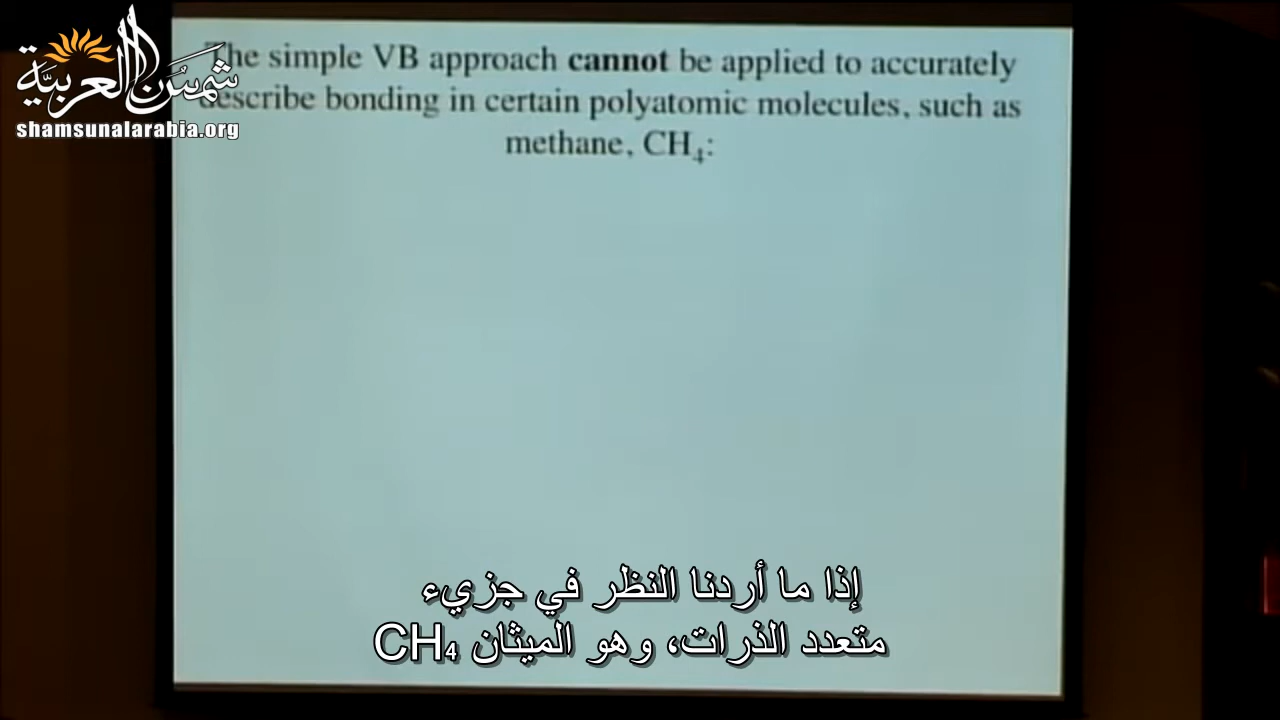 شمس العربية
shamsunalarabia.org
The simple VB approach cannot be applied to accurately
describe bonding in certain polyatomic molecules, such as
methane, CH₄:
إذا ما أردنا النظر في جزيء
متعدد الذرات، وهو الميثان CH₄